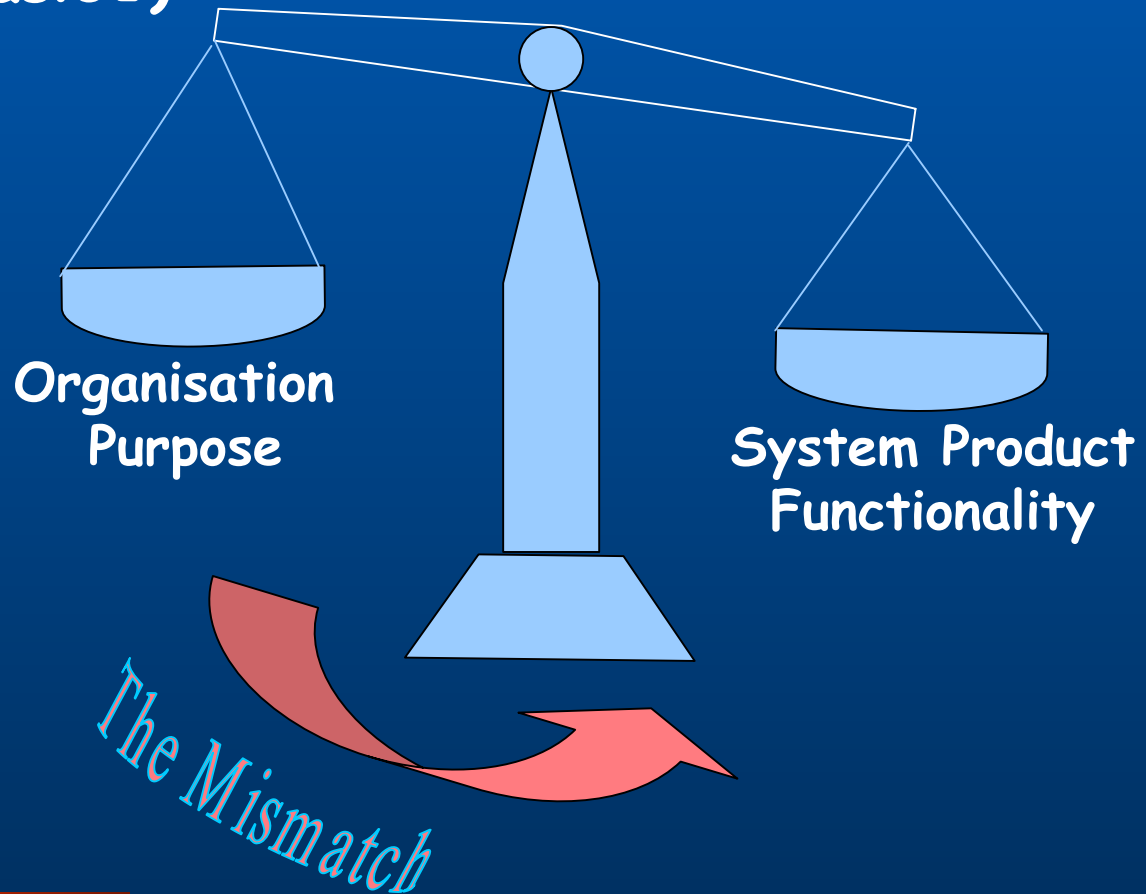 Organisation
Purpose
System Product
Functionality
The Mismatch